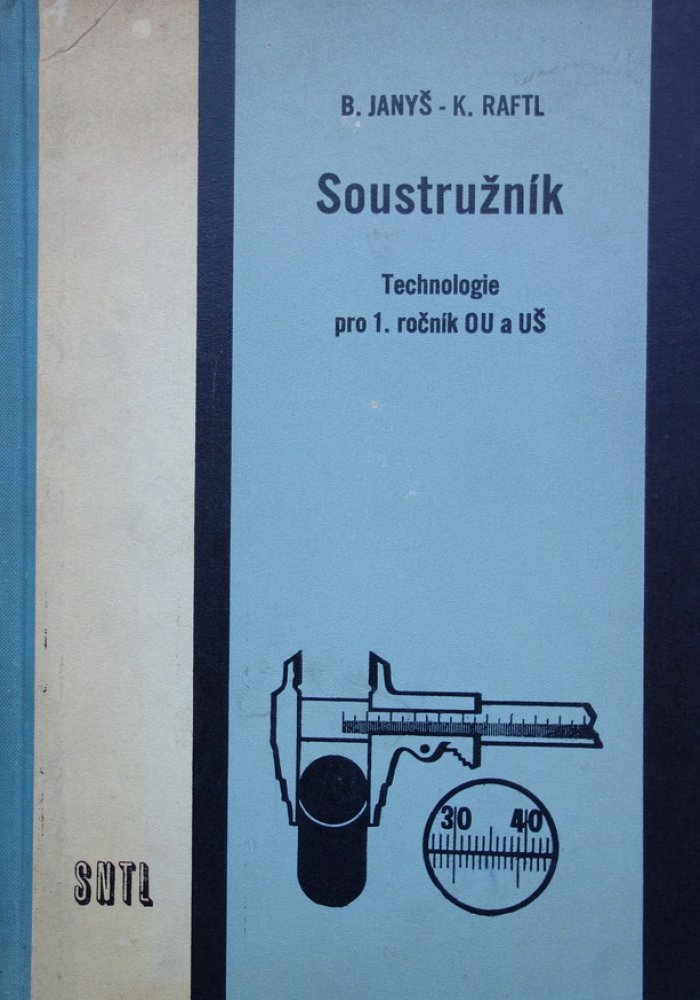 B. JANYŠ - K. RAFTL
Soustružník
Technologie
pro 1. ročník OU a UŠ
30 40
SNTL